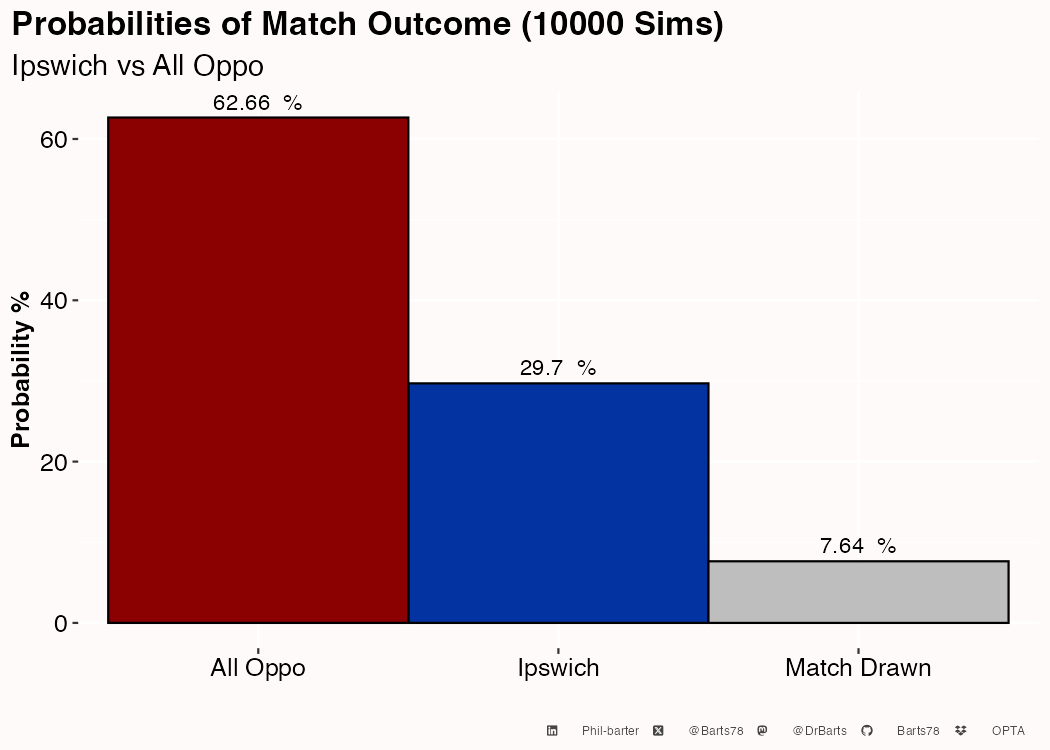 Probabilities of Match Outcome (10000 Sims)
Ipswich vs All Oppo
62.66 %
60
29.7 %
40
Probability %
20
7.64 %
0
All Oppo Ipswich Match Drawn
Phil-barter @Barts78 @DrBarts Barts78 OPTA